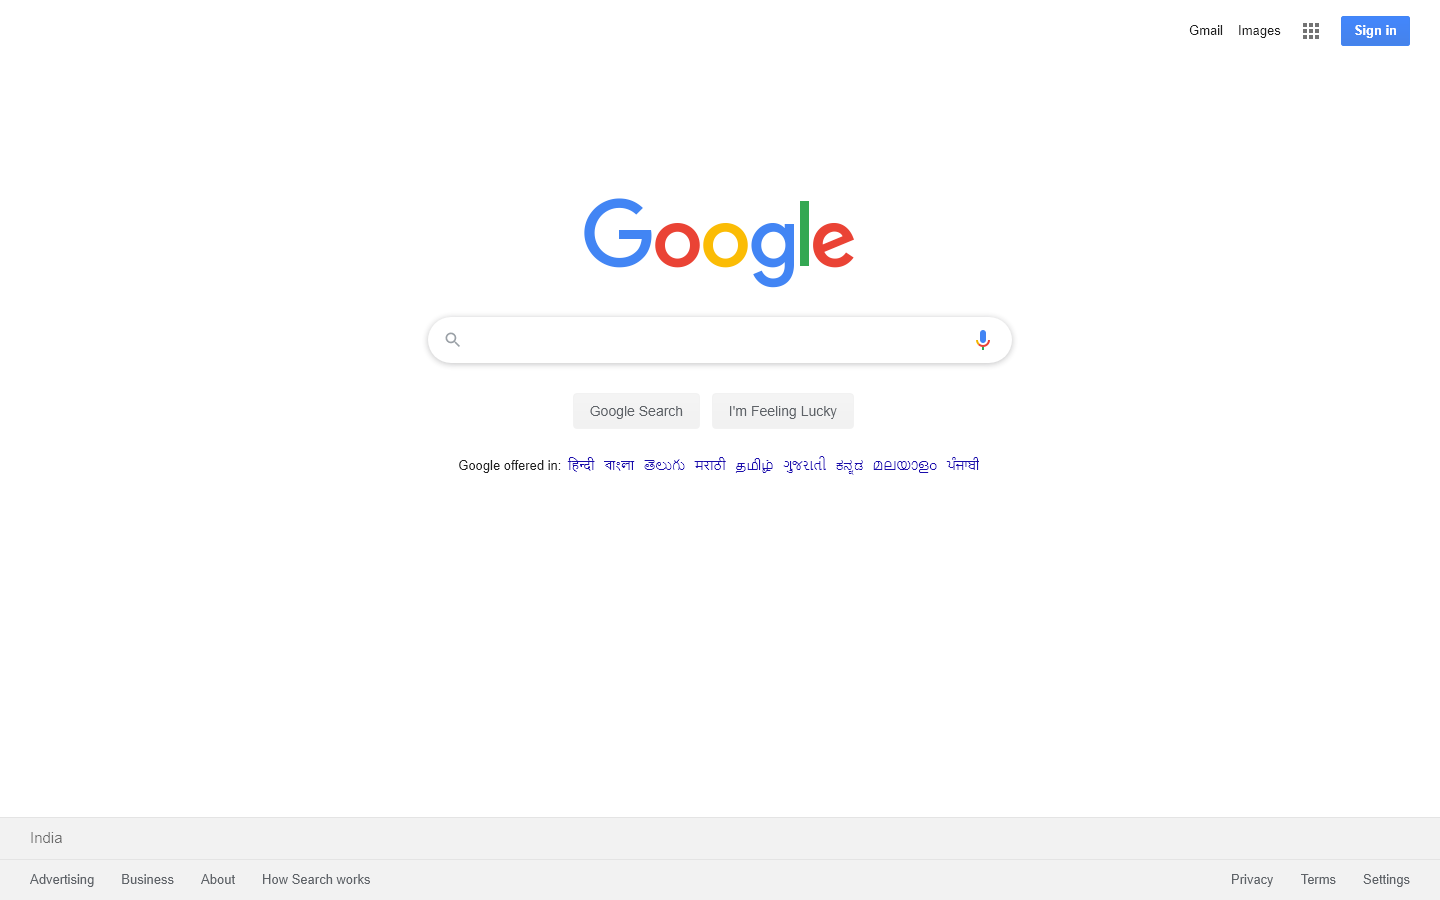 Gmail Images Sign in
Google
Google Search I'm Feeling Lucky
Google offered in: हिन्दी বাংলা తెలుగు मराठी தமிழ் ગુજરાતી ಕನ್ನಡ മലയാളം ਪੰਜਾਬੀ
India
Advertising Business About How Search works Privacy Terms Settings